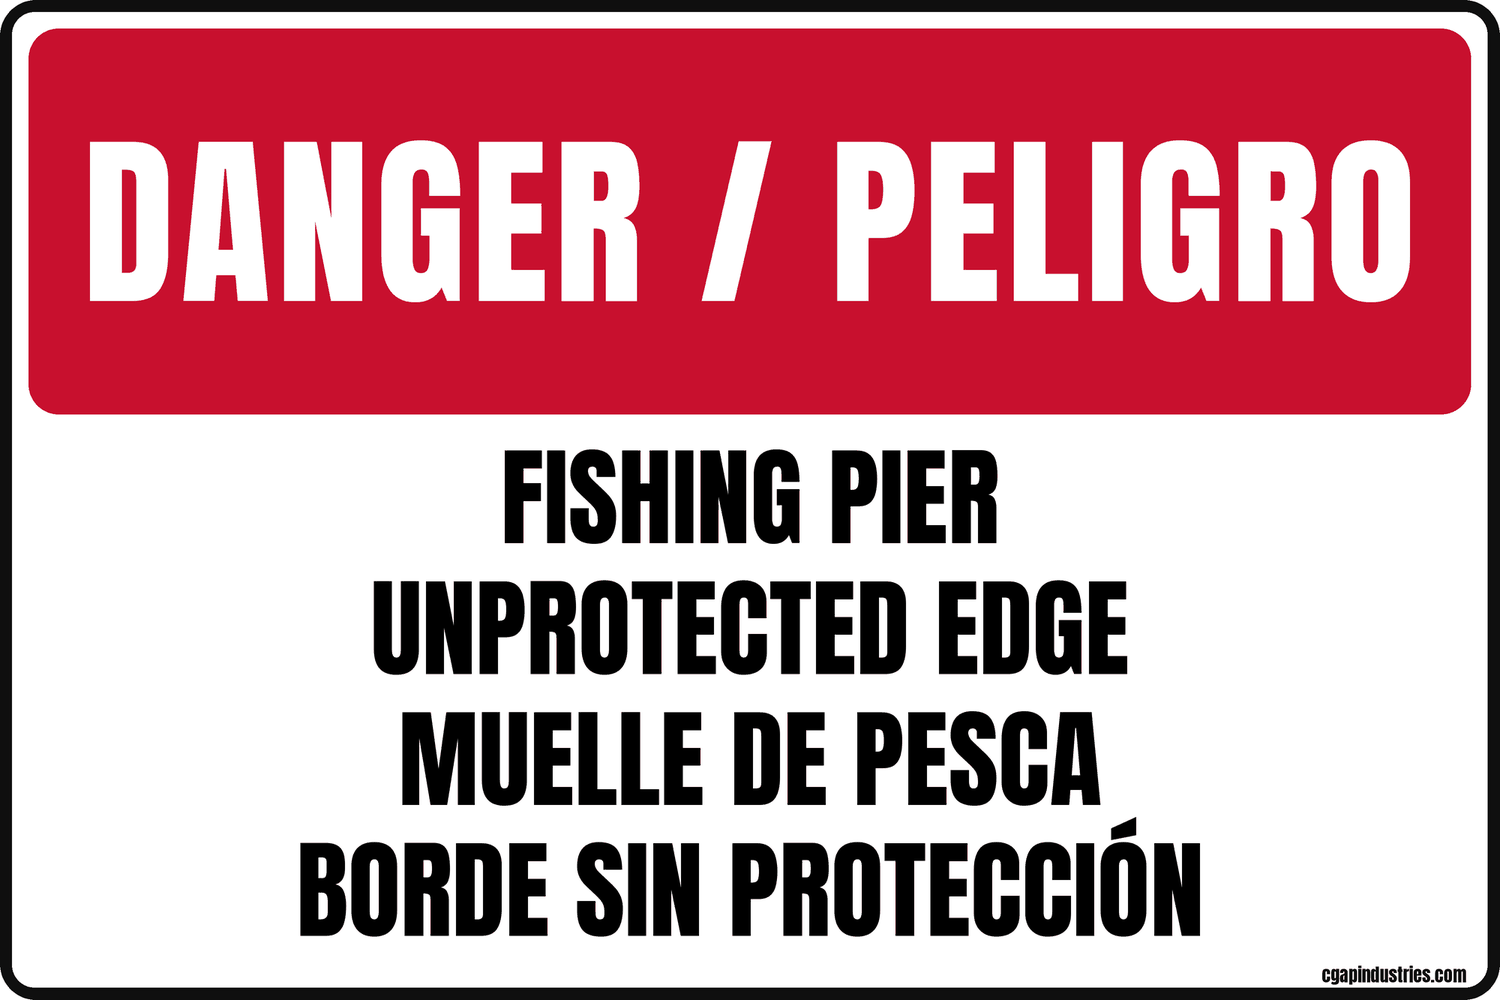 DANGER / PELIGRO
FISHING PIER
UNPROTECTED EDGE
MUELLE DE PESCA
BORDE SIN PROTECCIÓN
cgapindustries.com